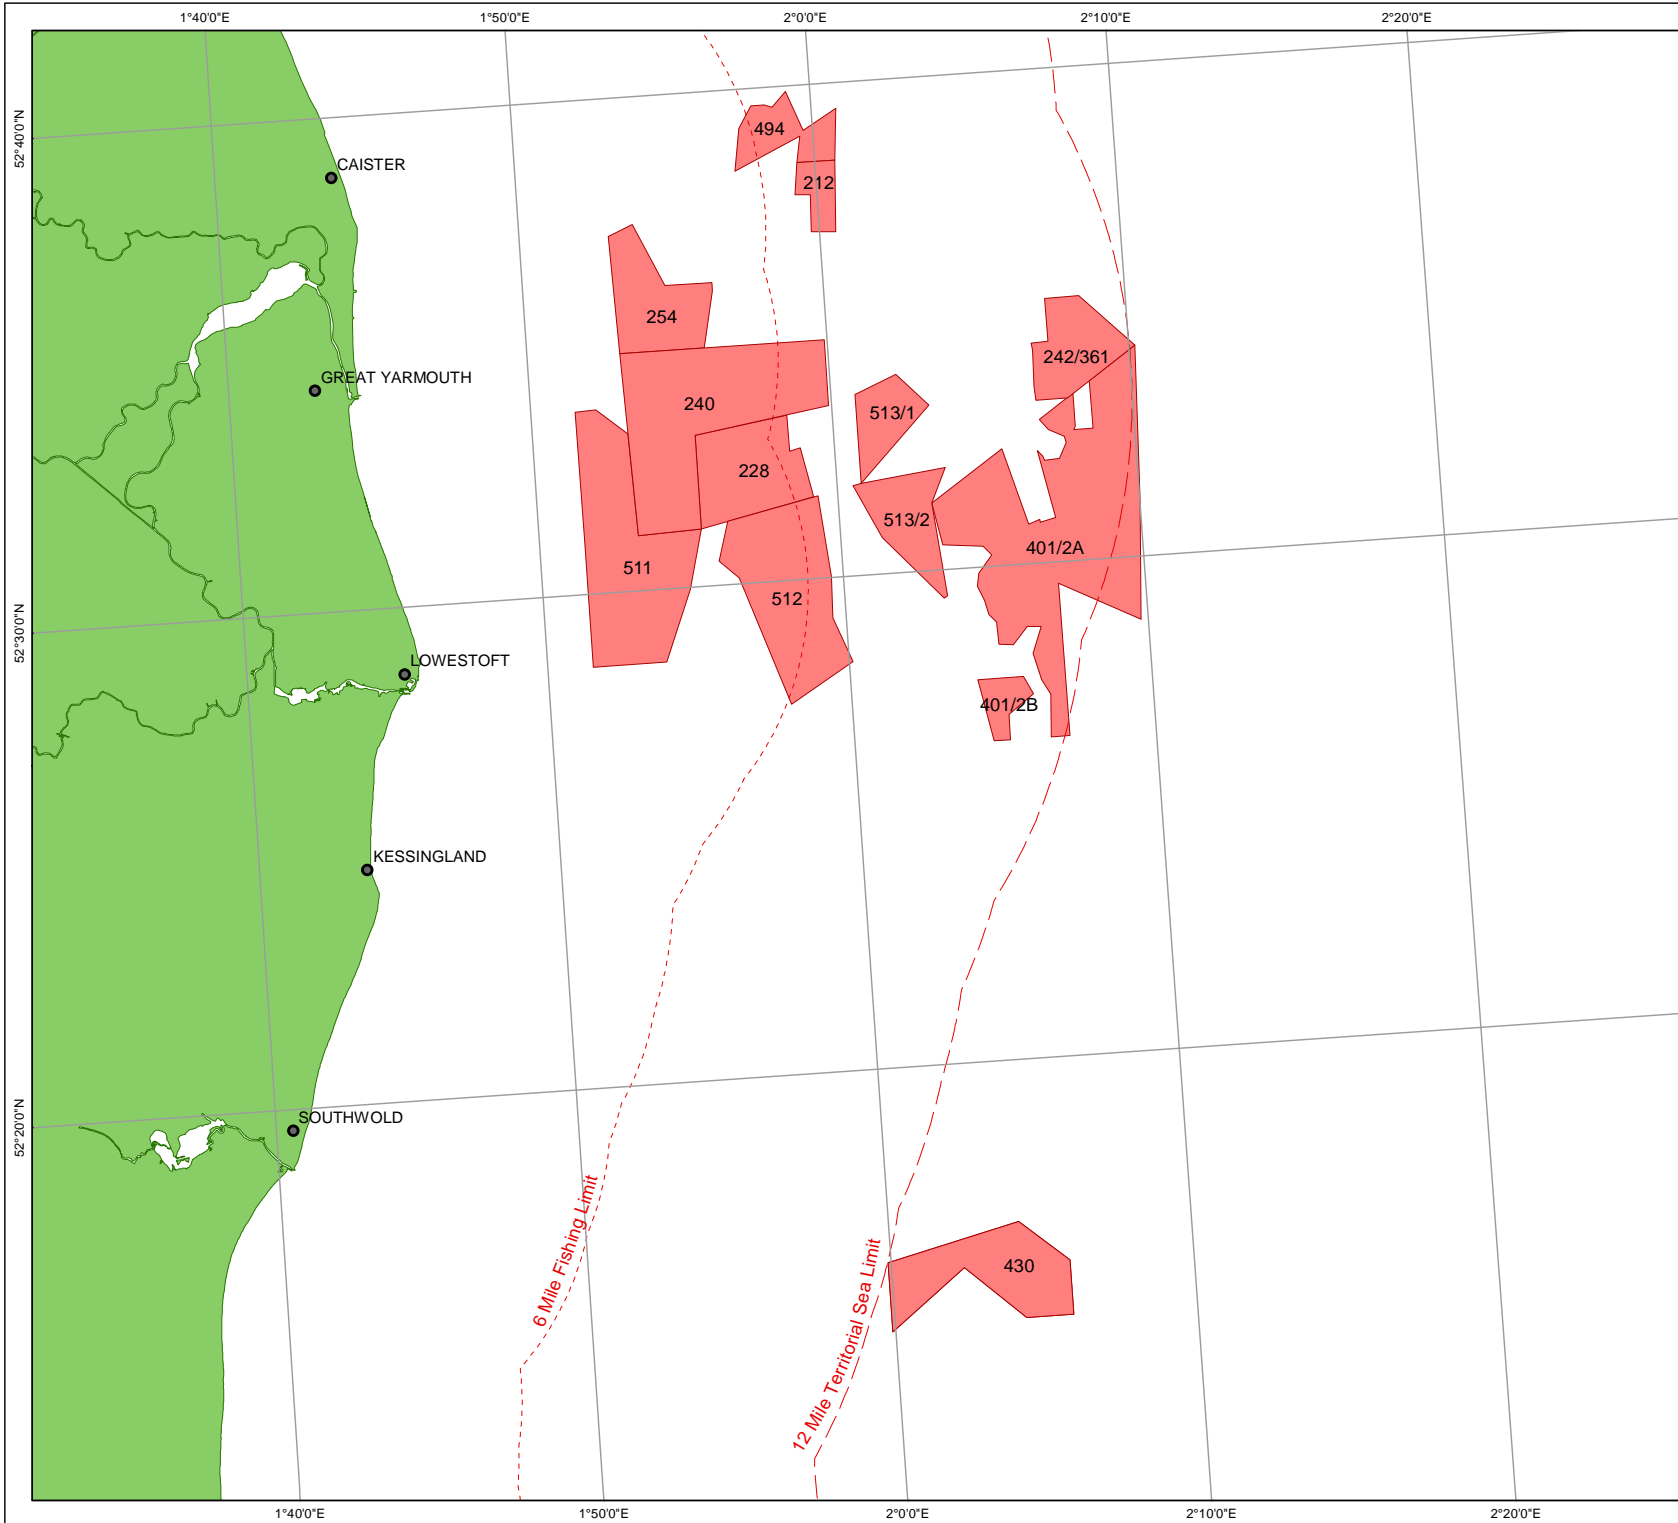 1°40'0"E
1°50'0"E
2°0'0"E
2°10'0"E
2°20'0"E
52°40'0"N
CAISTER
494
212
254
GREAT YARMOUTH
242/361
240
513/1
228
513/2
401/2A
511
512
52°30'0"N
LOWESTOFT
401/2B
KESSINGLAND
52°20'0"N
SOUTHWOLD
6 Mile Fishing Limit
430
12 Mile Territorial Sea Limit
1°40'0"E
1°50'0"E
2°0'0"E
2°10'0"E
2°20'0"E